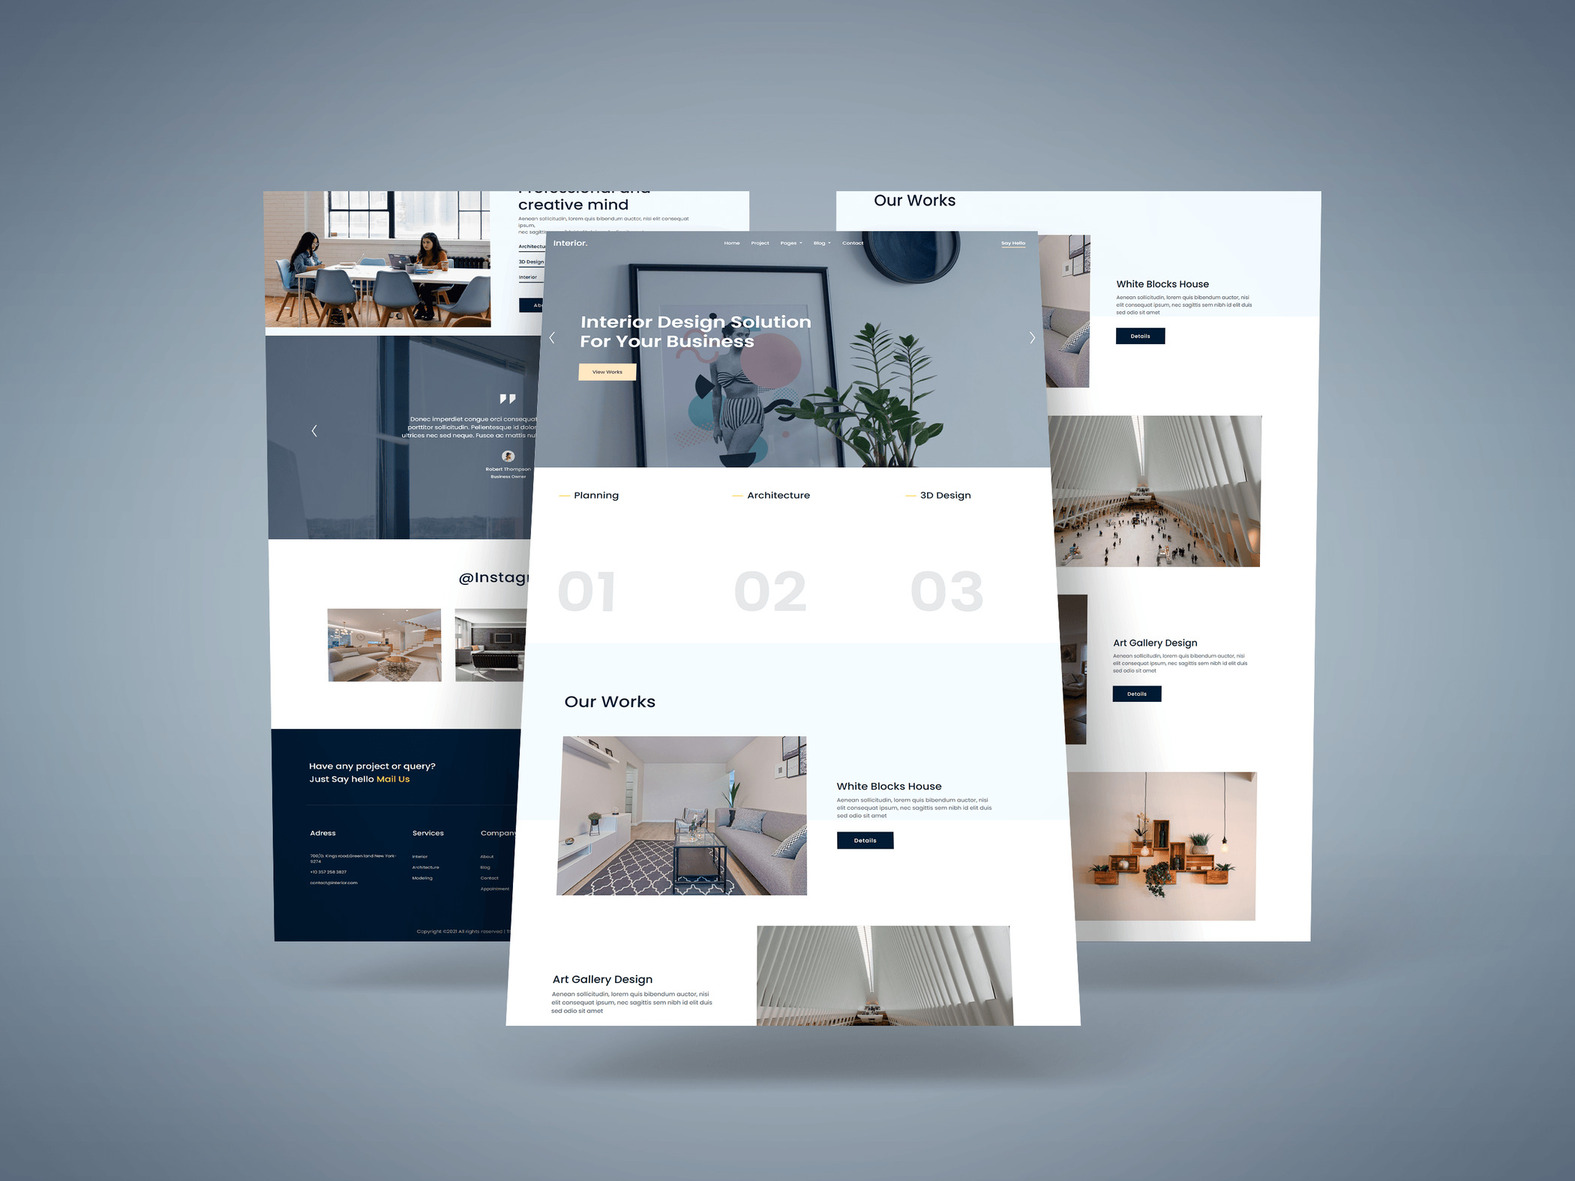 creative mind
Aenean sollicitudin, lorem quis bibendum auctor, nisi elit consequat
ipsum,
nec
3D Design
Interior
Donec imperdiet congue orci consequat
porttitor sollicitudin. Pellentesque id dolor
ultrices nec sed neque. Fusce ac mattis
Robert Thompson
Business Owner
Have any project or query?
Just Say hello Mail Us
Adress
Services
Company
Kings road,Green land New York-
+10 367 258 3827
contact@interior.com
Interior
Architecture
Modeling
About
Blog
Contact
Appointment
Copyright ©2021 All rights reserved |
Interior.
Home Project Pages Blog Contact
Say Hello
Interior Design Solution
For Your Business
View Works
Planning
Architecture
3D Design
01
02
03
Our Works
White Blocks House
Aenean sollicitudin, lorem quis bibendum auctor, nisi
elit consequat ipsum, nec sagittis sem nibh id elit duis
sed odio sit amet
Details
Art Gallery Design
Aenean sollicitudin, lorem quis bibendum auctor, nisi
elit consequat ipsum, nec sagittis sem nibh id elit duis
sed odio sit amet
Our Works
White Blocks House
Aenean sollicitudin, lorem quis bibendum auctor, nisi
elit consequat ipsum, nec sagittis sem nibh id elit duis
sed odio sit amet
Details
Art Gallery Design
Aenean sollicitudin, lorem quis bibendum auctor, nisi
elit consequat ipsum, nec sagittis sem nibh id elit duis
sed odio sit amet
Details